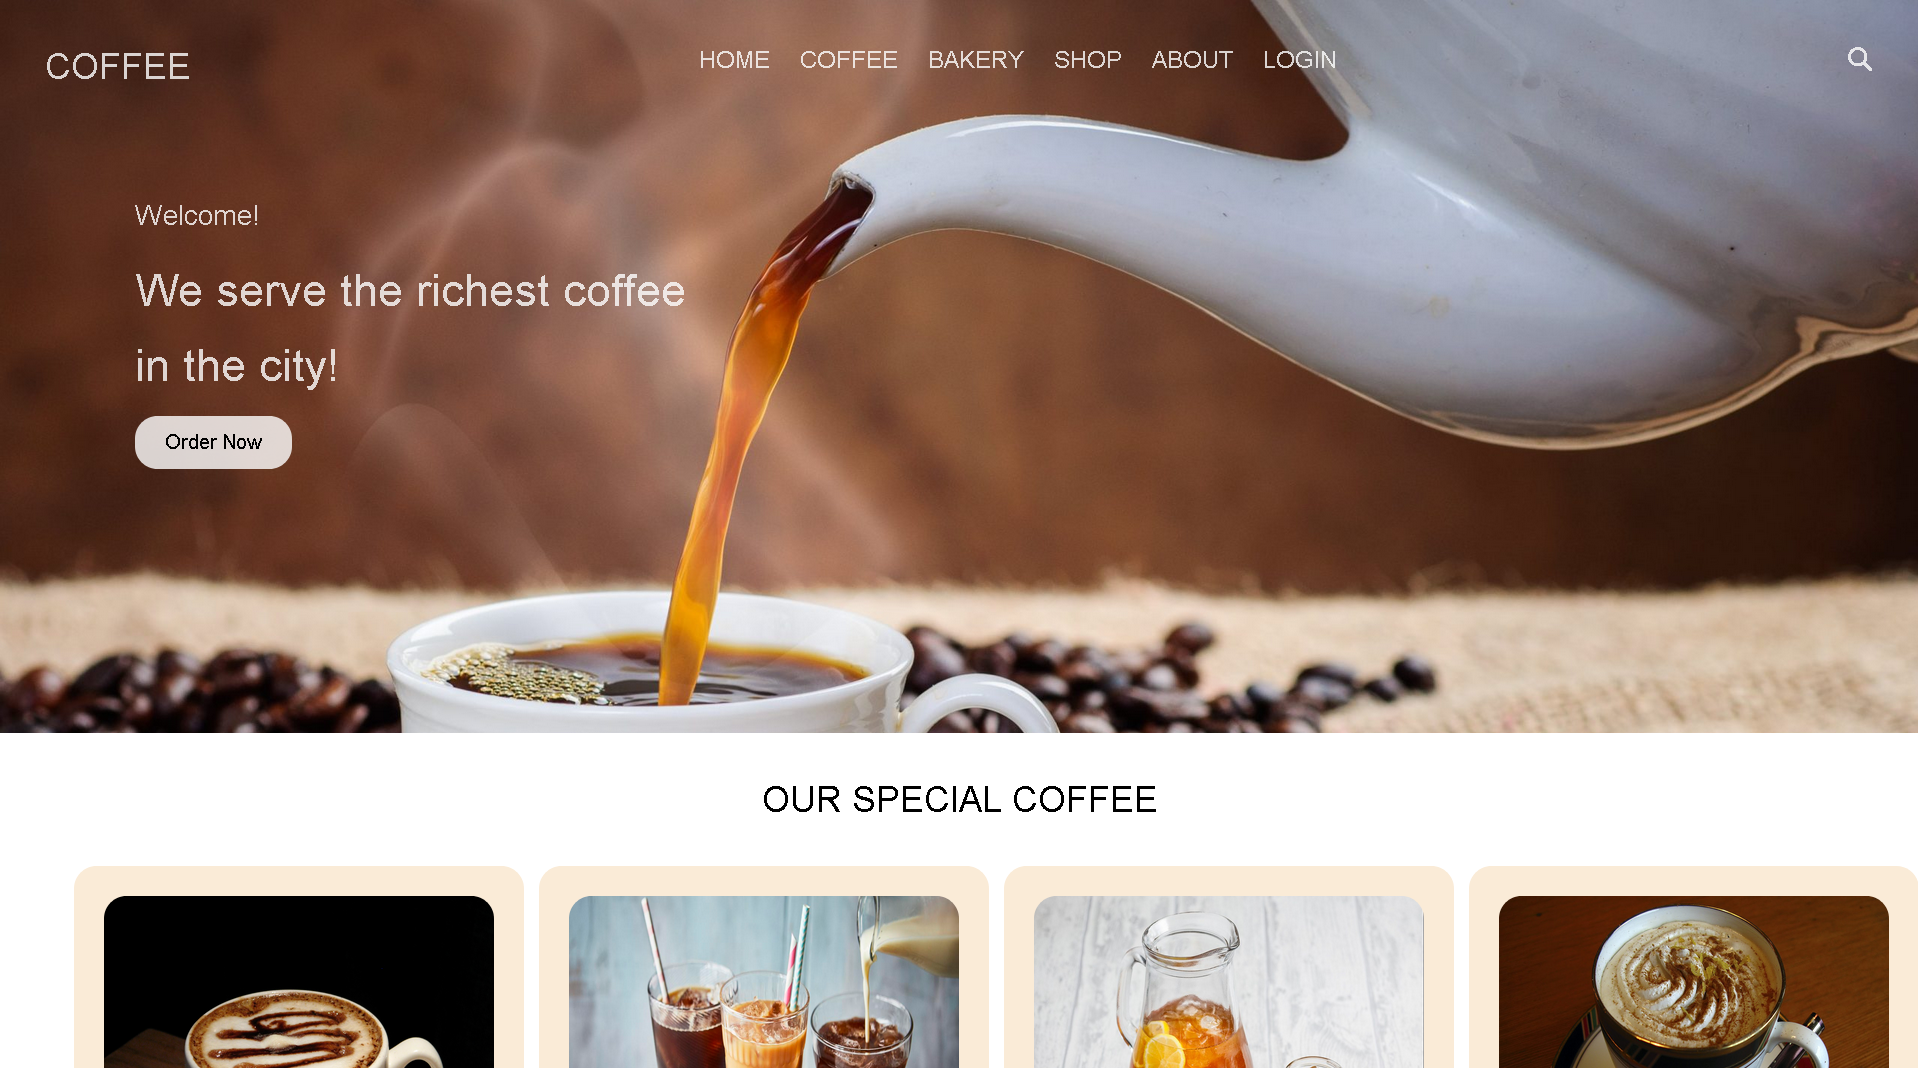 COFFEE
HOME COFFEE BAKERY SHOP ABOUT LOGIN
Welcome!
We serve the richest coffee
in the city!
Order Now
OUR SPECIAL COFFEE